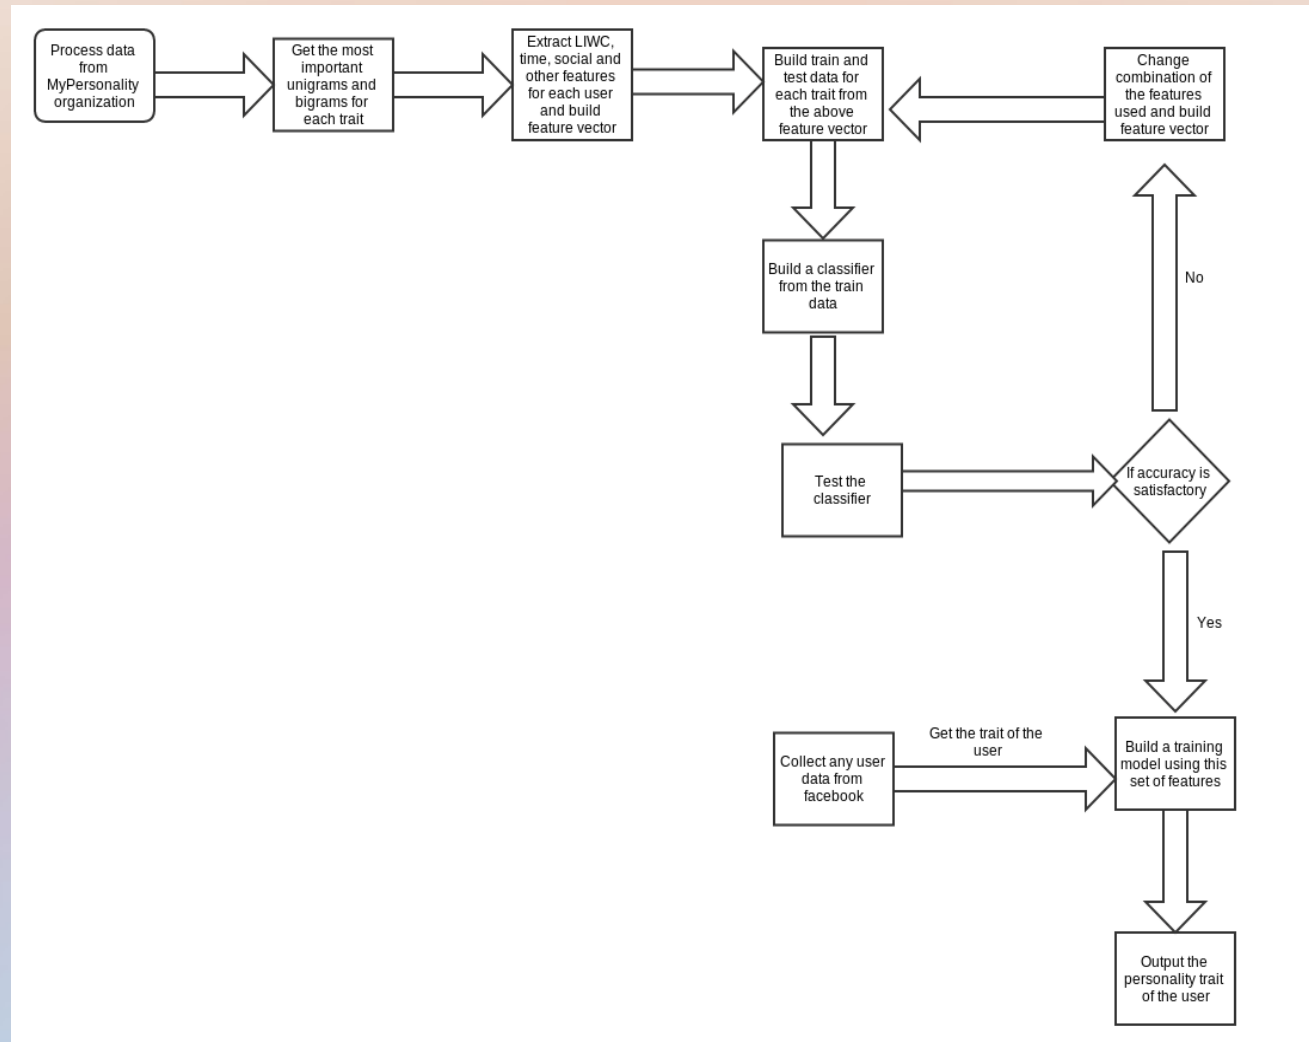 Process data
from
MyPersonality
organization
Get the most
important
unigrams and
bigrams for
each trait
Extract LIWC,
time, social and
other features
for each user
and build
feature vector
Build train and
test data for
each trait from
the above
feature vector
Change
combination of
the features
used and build
feature vector
Build a classifier
from the train
data
No
Test the
classifier
If accuracy is
satisfactory
Yes
Collect any user
data from
facebook
Get the trait of the
user
Build a training
model using this
set of features
Output the
personality trait
of the user